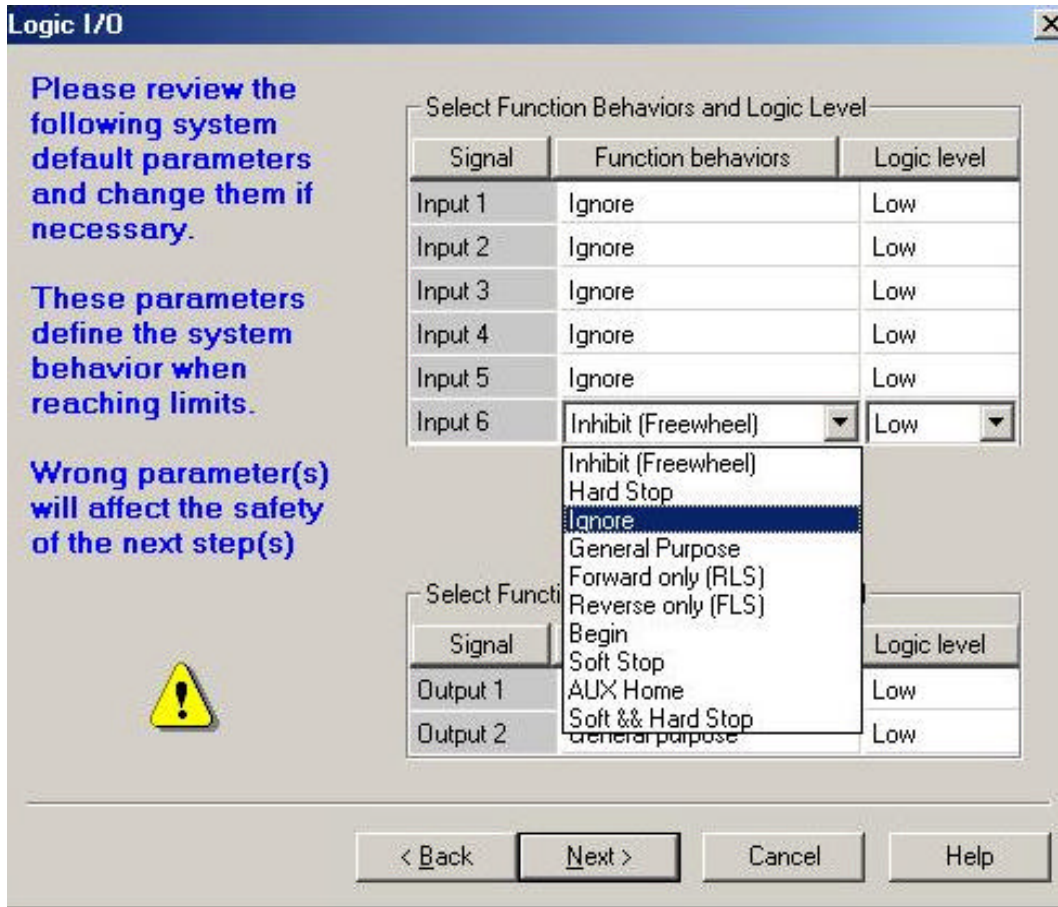 Logic I/O
Please review the
following system
default parameters
and change them if
necessary.
These parameters
define the system
behavior when
reaching limits.
Wrong parameter(s)
will affect the safety
of the next step(s)
Select Function Behaviors and Logic Level
Signal Function behaviors Logic level
Input 1 Ignore Low
Input 2 Ignore Low
Input 3 Ignore Low
Input 4 Ignore Low
Input 5 Ignore Low
Input 6 Inhibit (Freewheel) Low
Inhibit (Freewheel)
Hard Stop
Ignore
General Purpose
Forward only (RLS)
Reverse only (FLS)
Begin
Soft Stop
AUX Home
Soft && Hard Stop
Select Functi
Signal Logic level
Output 1 Low
Output 2 General purpose Low
< Back Next > Cancel Help